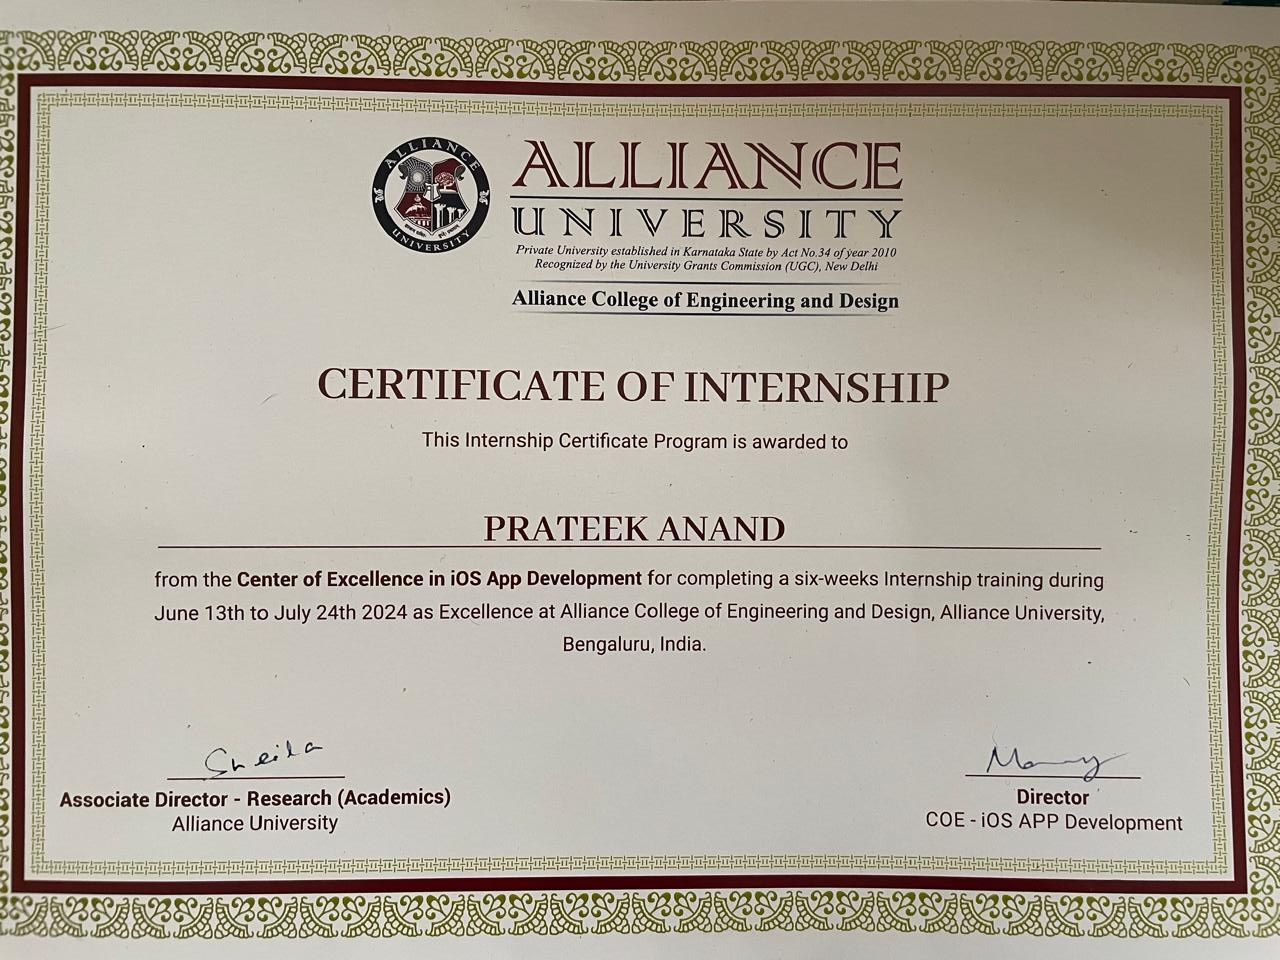 ALLIANCE
UNIVERSITY
ALLIANCE
UNIVERSITY
Private University established in Karnataka State by Act No.34 of year 2010
Recognized by the University Grants Commission (UGC), New Delhi
Alliance College of Engineering and Design
CERTIFICATE OF INTERNSHIP
This Internship Certificate Program is awarded to
PRATEEK ANAND
from the Center of Excellence in iOS App Development for completing a six-weeks Internship training during
June 13th to July 24th 2024 as Excellence at Alliance College of Engineering and Design, Alliance University,
Bengaluru, India.
Sheila
Associate Director - Research (Academics)
Alliance University
Director
COE - iOS APP Development